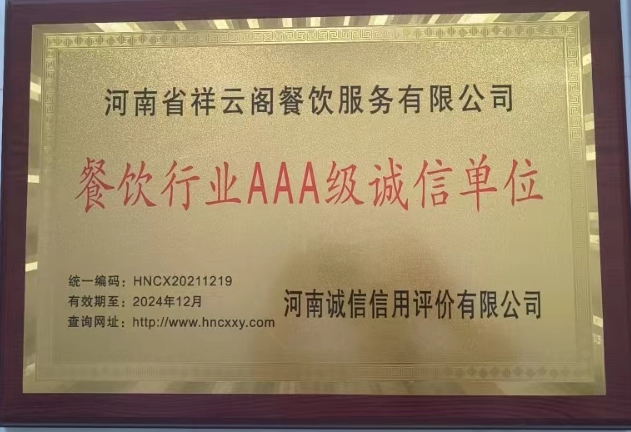 河南省祥云阁餐饮服务有限公司
餐饮行业AAA级诚信单位
统一编码：HNCX20211219
有效期至：2024年12月
查询网址：http://www.hncxxy.com
河南诚信信用评价有限公司